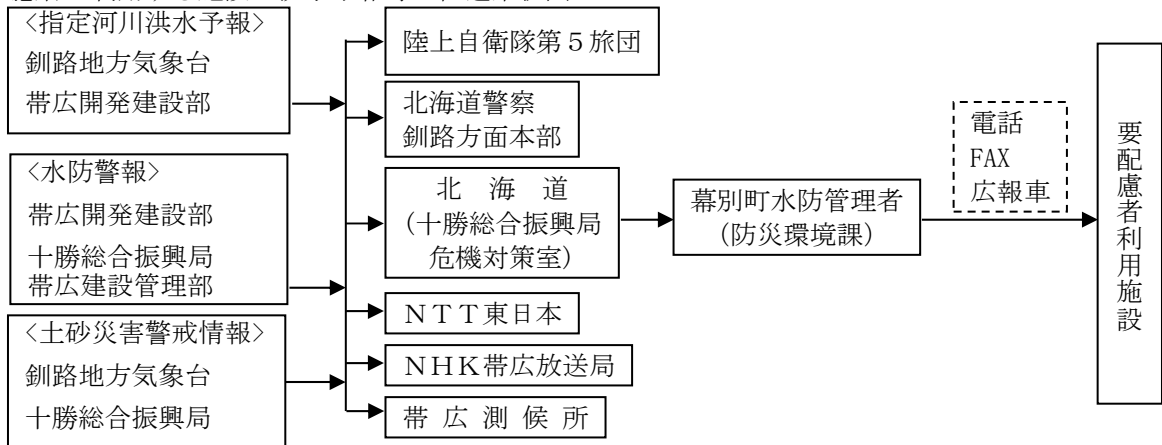 <指定河川洪水予報>
釧路地方気象台
帯広開発建設部
<水防警報>
帯広開発建設部
十勝総合振興局
帯広建設管理部
<土砂災害警戒情報>
釧路地方気象台
十勝総合振興局
陸上自衛隊第５旅団
北海道警察
釧路方面本部
北　海　道
(十勝総合振興局
危機対策室)
ＮＴＴ東日本
ＮＨＫ帯広放送局
帯 広 測 候 所
幕別町水防管理者
(防災環境課)
電話
FAX
広報車
要配慮者利用施設